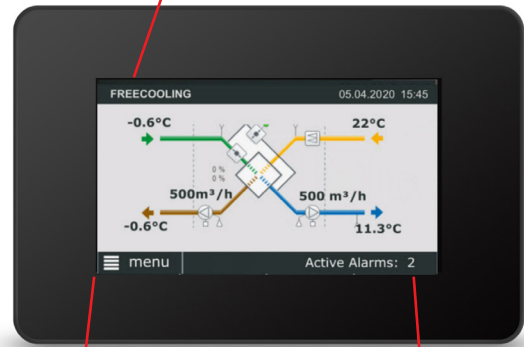 FREECOOLING 05.04.2020 15:45
-0.6°C 22°C
0 %
0 %
500m³/h 500 m³/h
-0.6°C 11.3°C
menu Active Alarms: 2